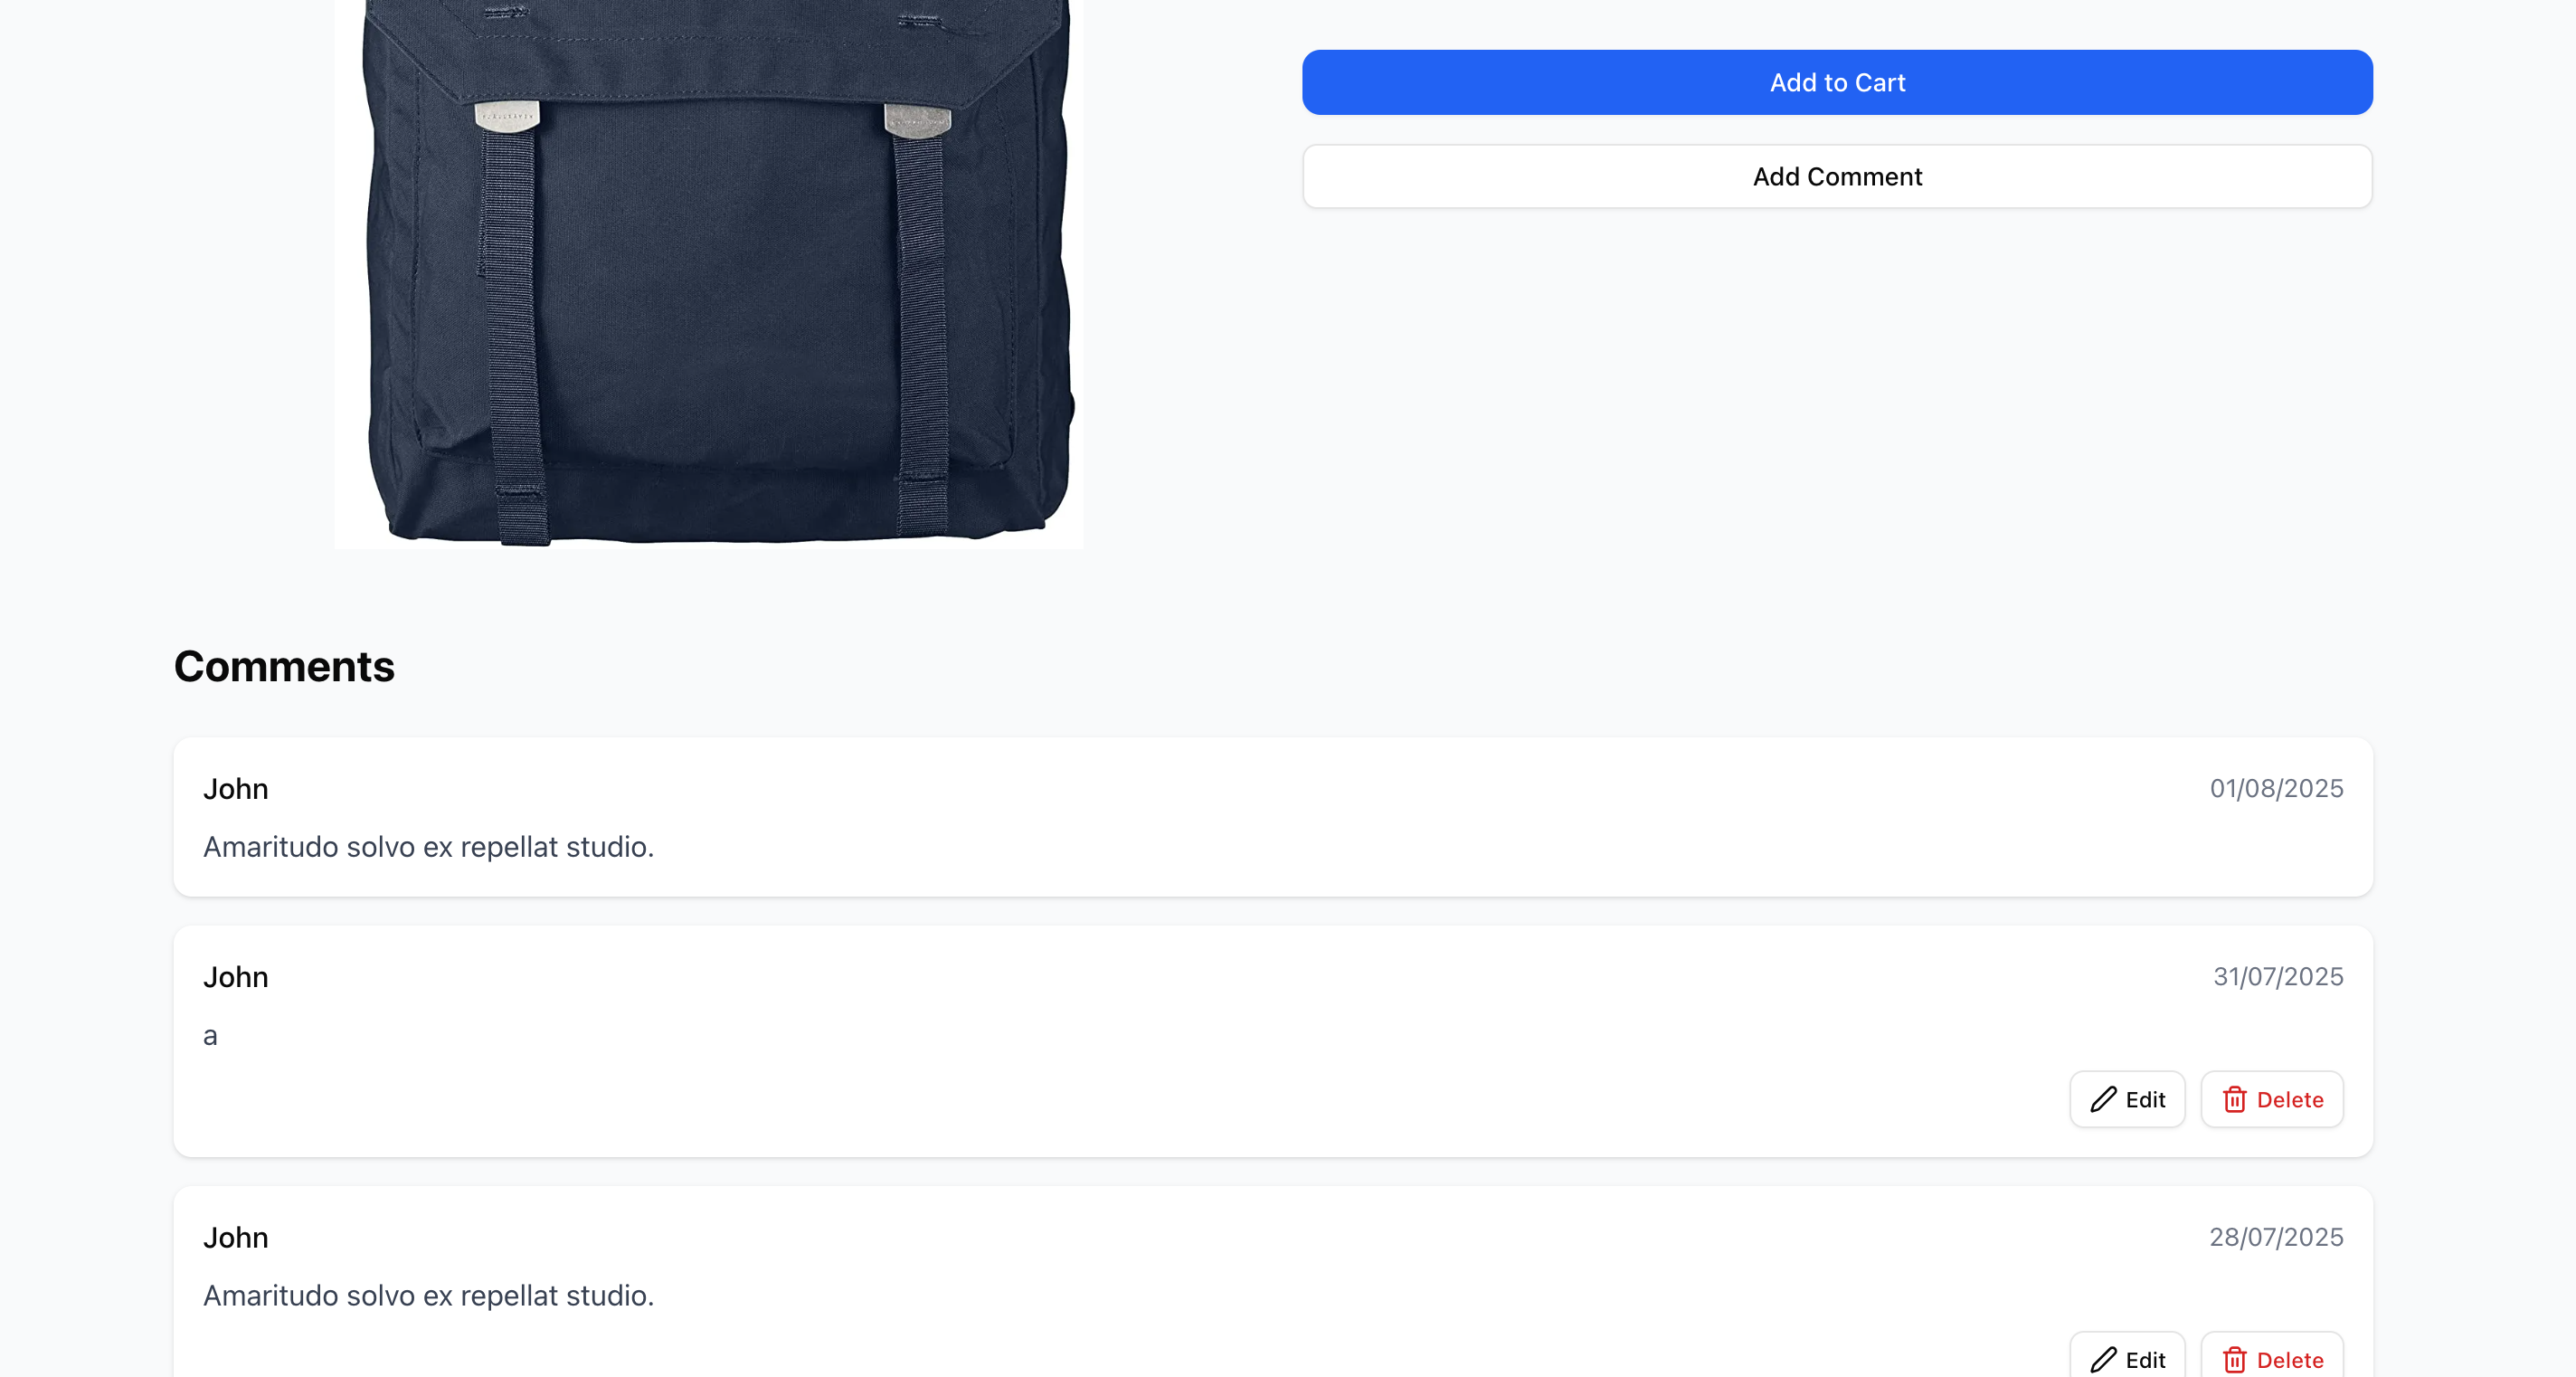 Add to Cart
Add Comment
Comments
John
01/08/2025
Amaritudo solvo ex repellat studio.
John
31/07/2025
a
Edit
Delete
John
28/07/2025
Amaritudo solvo ex repellat studio.
Edit
Delete